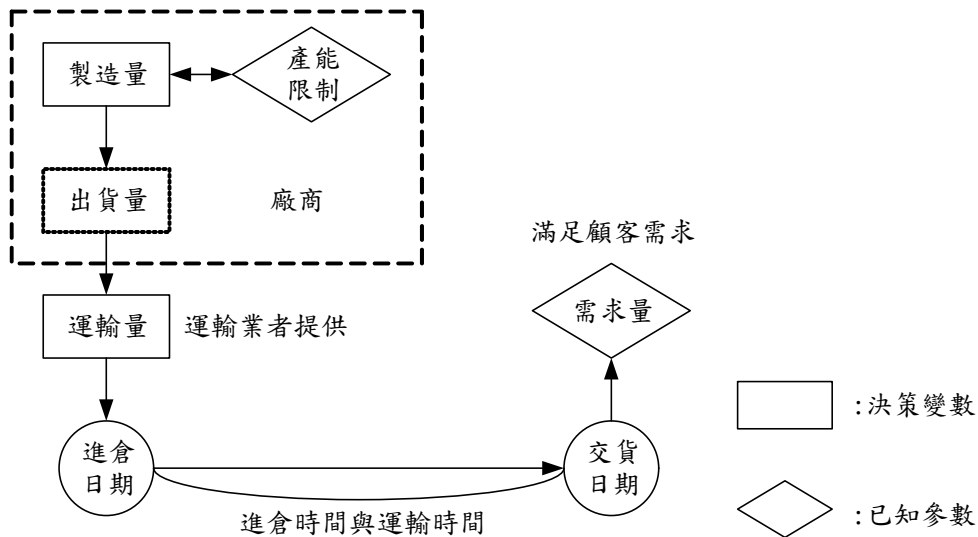 製造量
產能
限制
出貨量
廠商
滿足顧客需求
需求量
運輸量
運輸業者提供
:決策變數
進倉
日期
交貨
日期
進倉時間與運輸時間
:已知參數